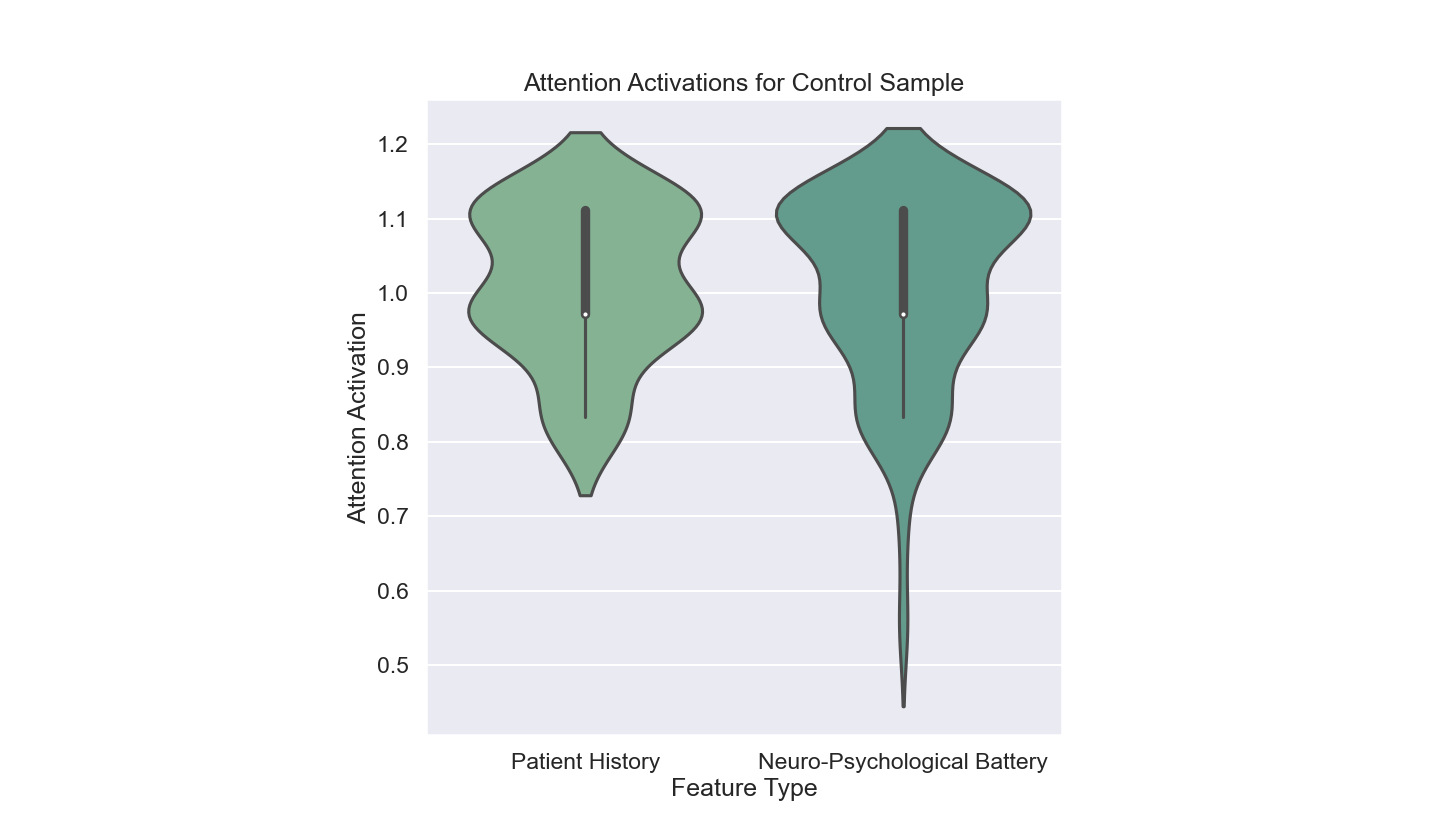 Attention Activations for Control Sample
1.2
1.1
1.0
0.9
0.8
0.7
0.6
0.5
Attention Activation
Patient History
Neuro-Psychological Battery
Feature Type